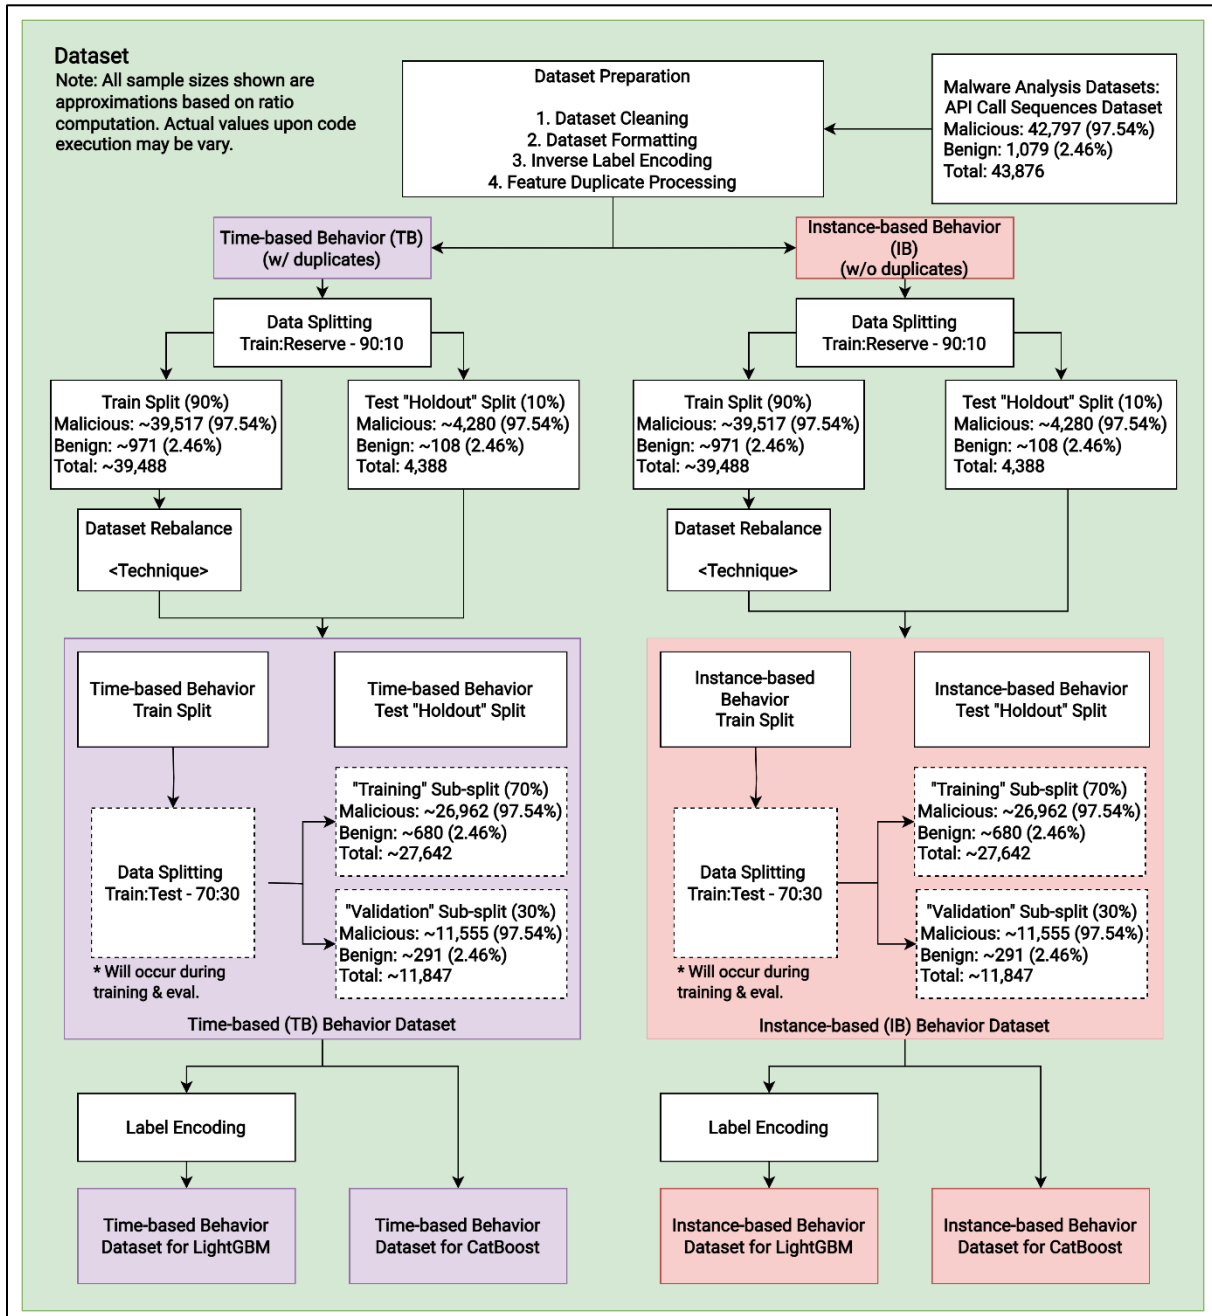 Dataset
Note: All sample sizes shown are
approximations based on ratio
computation. Actual values upon code
execution may be vary.
Dataset Preparation
1. Dataset Cleaning
2. Dataset Formatting
3. Inverse Label Encoding
4. Feature Duplicate Processing
Malware Analysis Datasets:
API Call Sequences Dataset
Malicious: 42,797 (97.54%)
Benign: 1,079 (2.46%)
Total: 43,876
Time-based Behavior (TB)
(w/ duplicates)
Instance-based Behavior
(IB)
(w/o duplicates)
Data Splitting
Train:Reserve - 90:10
Data Splitting
Train:Reserve - 90:10
Train Split (90%)
Malicious: ~39,517 (97.54%)
Benign: ~971 (2.46%)
Total: ~39,488
Test "Holdout" Split (10%)
Malicious: ~4,280 (97.54%)
Benign: ~108 (2.46%)
Total: 4,388
Train Split (90%)
Malicious: ~39,517 (97.54%)
Benign: ~971 (2.46%)
Total: ~39,488
Test "Holdout" Split (10%)
Malicious: ~4,280 (97.54%)
Benign: ~108 (2.46%)
Total: 4,388
Dataset Rebalance
<Technique>
Dataset Rebalance
<Technique>
Time-based Behavior
Train Split
Time-based Behavior
Test "Holdout" Split
Data Splitting
Train:Test - 70:30
"Training" Sub-split (70%)
Malicious: ~26,962 (97.54%)
Benign: ~680 (2.46%)
Total: ~27,642
"Validation" Sub-split (30%)
Malicious: ~11,555 (97.54%)
Benign: ~291 (2.46%)
Total: ~11,847
* Will occur during
training & eval.
Time-based (TB) Behavior Dataset
Instance-based
Behavior
Train Split
Instance-based Behavior
Test "Holdout" Split
Data Splitting
Train:Test - 70:30
"Training" Sub-split (70%)
Malicious: ~26,962 (97.54%)
Benign: ~680 (2.46%)
Total: ~27,642
"Validation" Sub-split (30%)
Malicious: ~11,555 (97.54%)
Benign: ~291 (2.46%)
Total: ~11,847
* Will occur during
training & eval.
Instance-based (IB) Behavior Dataset
Label Encoding
Label Encoding
Time-based Behavior
Dataset for LightGBM
Time-based Behavior
Dataset for CatBoost
Instance-based Behavior
Dataset for LightGBM
Instance-based Behavior
Dataset for CatBoost